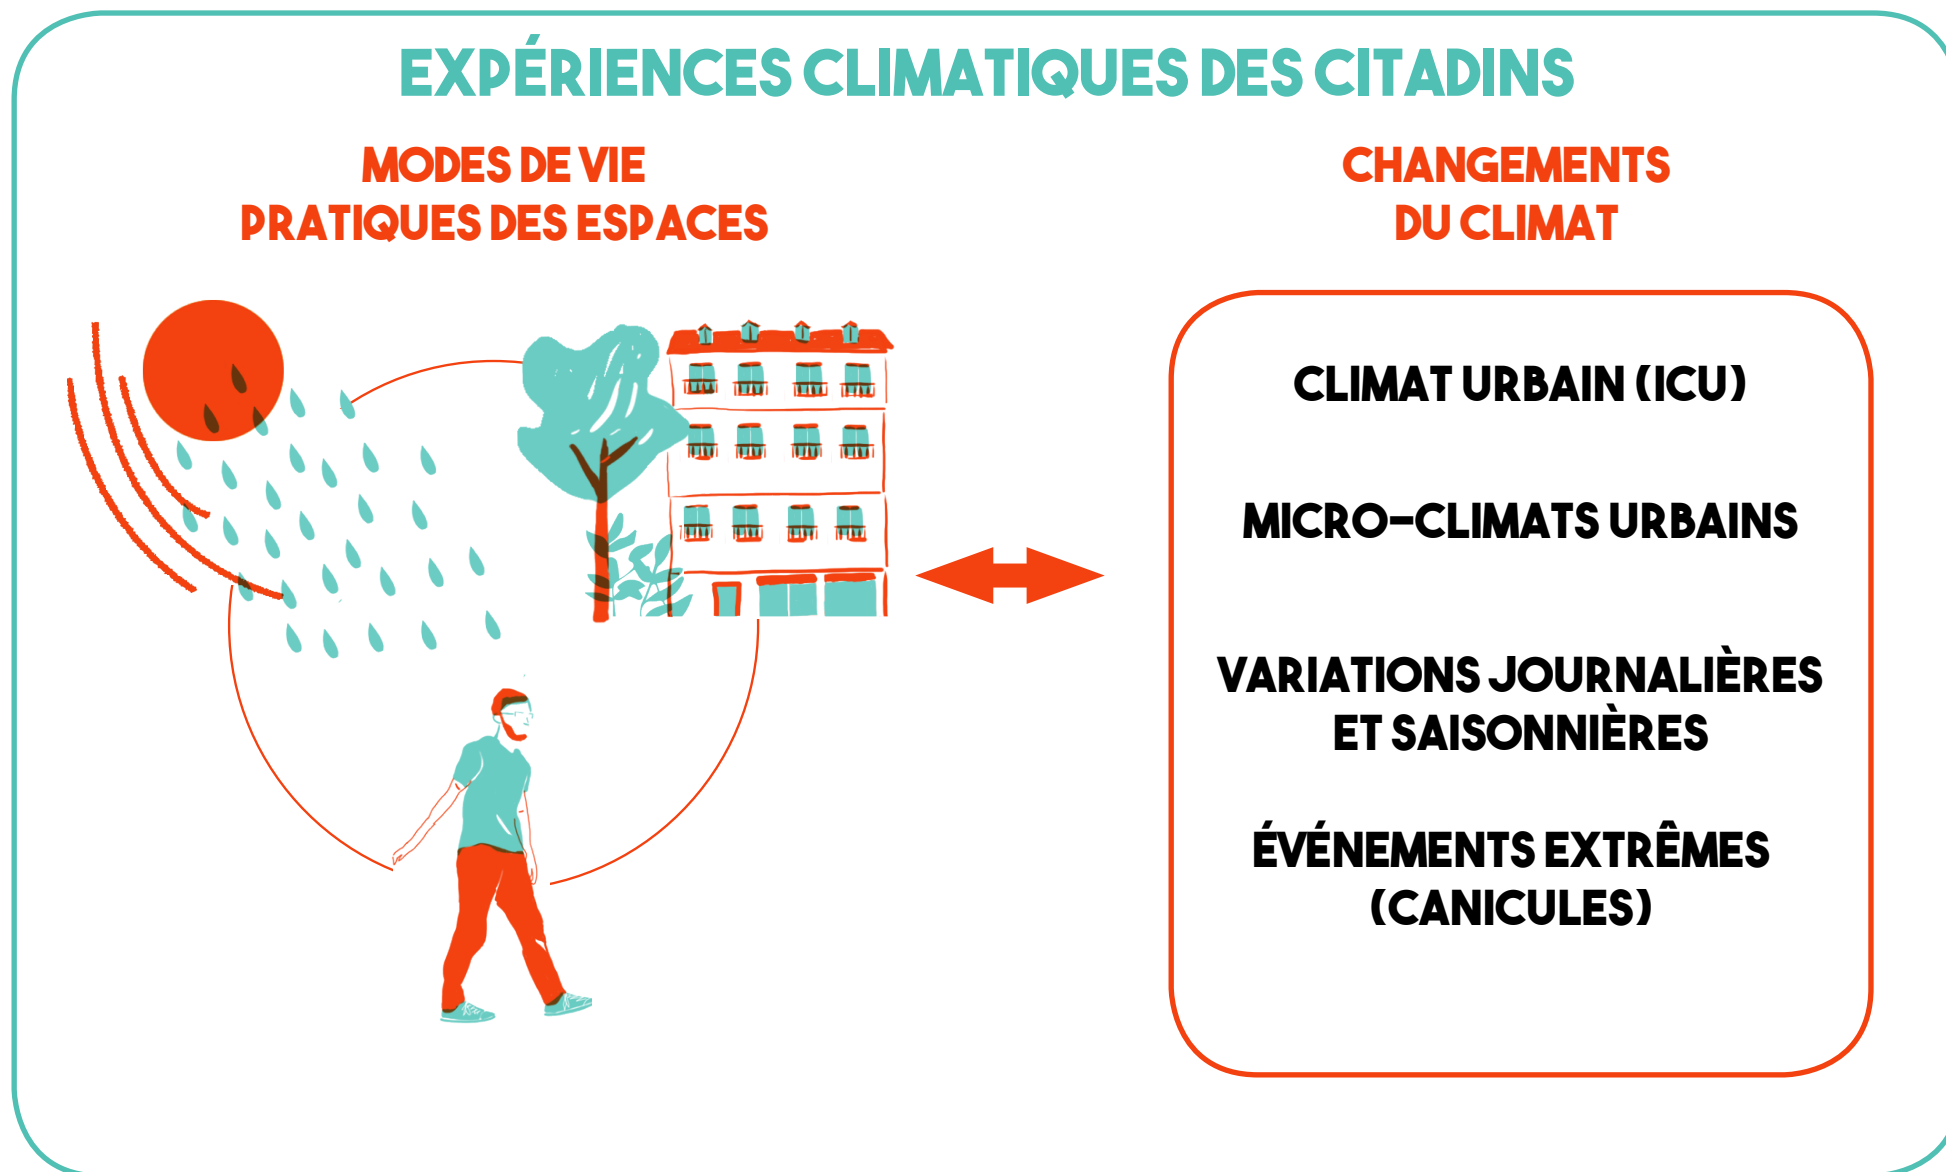 EXPÉRIENCES CLIMATIQUES DES CITADINS
MODES DE VIE
PRATIQUES DES ESPACES
CHANGEMENTS
DU CLIMAT
CLIMAT URBAIN (ICU)
MICRO-CLIMATS URBAINS
VARIATIONS JOURNALIÈRES
ET SAISONNIÈRES
ÉVÉNEMENTS EXTRÊMES
(CANICULES)